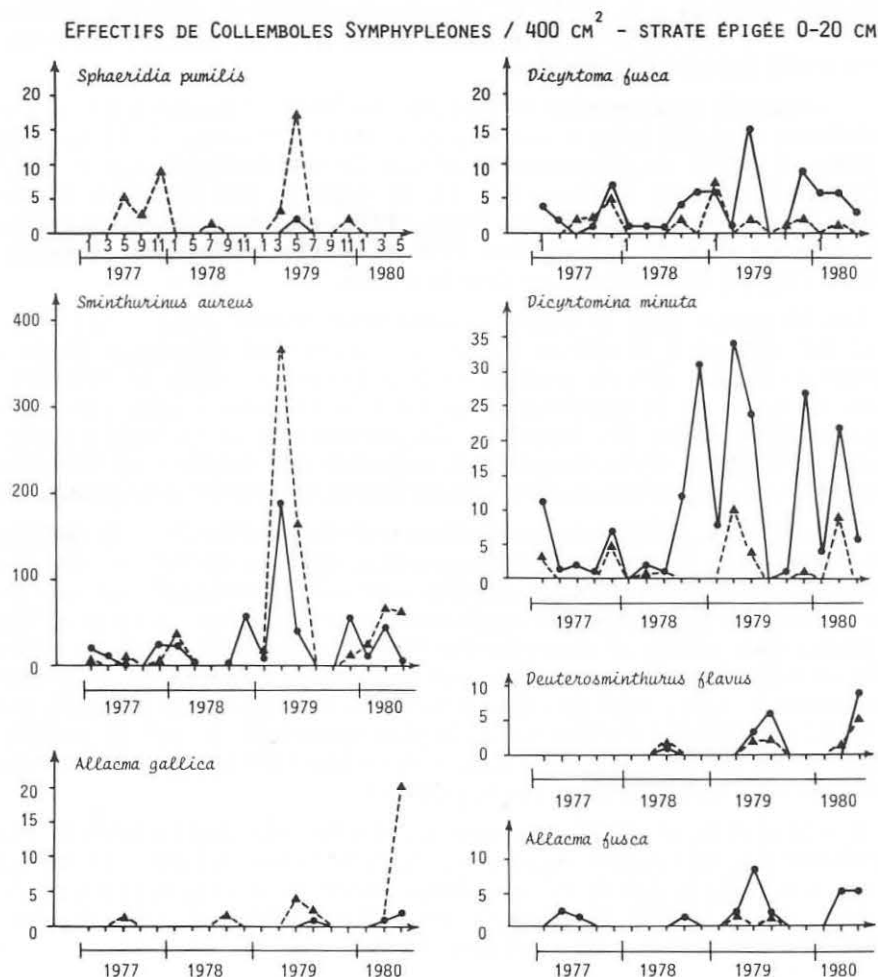 EFFECTIFS DE COLLEMBOLES SYMPHYPLÉONES / 400 CM² - STRATE ÉPIGÉE 0-20 CM
Sphaeridia pumilis
20
15
10
5
0
1 3 5 9 11 1 5 7 9 11 1 3 5 7 9 11 1 3 5
1977 1978 1979 1980
Dicyrtoma fusca
20
15
10
5
0
1 1 1 1
1977 1978 1979 1980
Sminthurinus aureus
400
300
200
100
0
1977 1978 1979 1980
Dicyrtomina minuta
35
30
25
20
15
10
5
0
1977 1978 1979 1980
Deuterosminthurus flavus
10
5
0
1977 1978 1979 1980
Allacma gallica
20
15
10
5
0
1977 1978 1979 1980
Allacma fusca
10
5
0
1977 1978 1979 1980